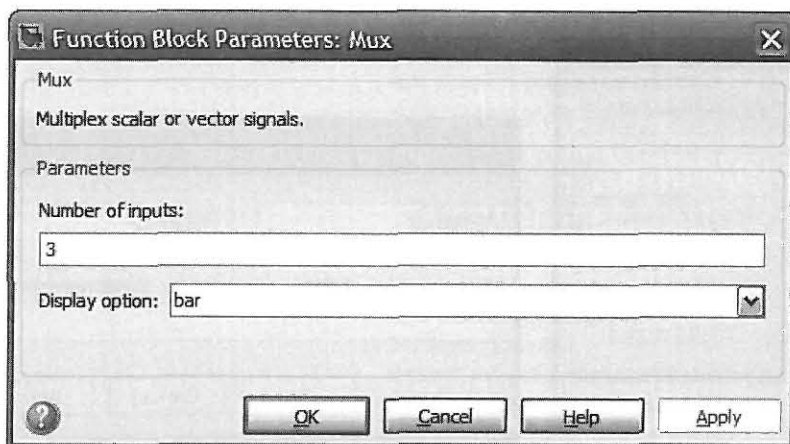 Function Block Parameters: Mux
Mux
Multiplex scalar or vector signals.
Parameters
Number of inputs:
3
Display option: bar
OK Cancel Help Apply